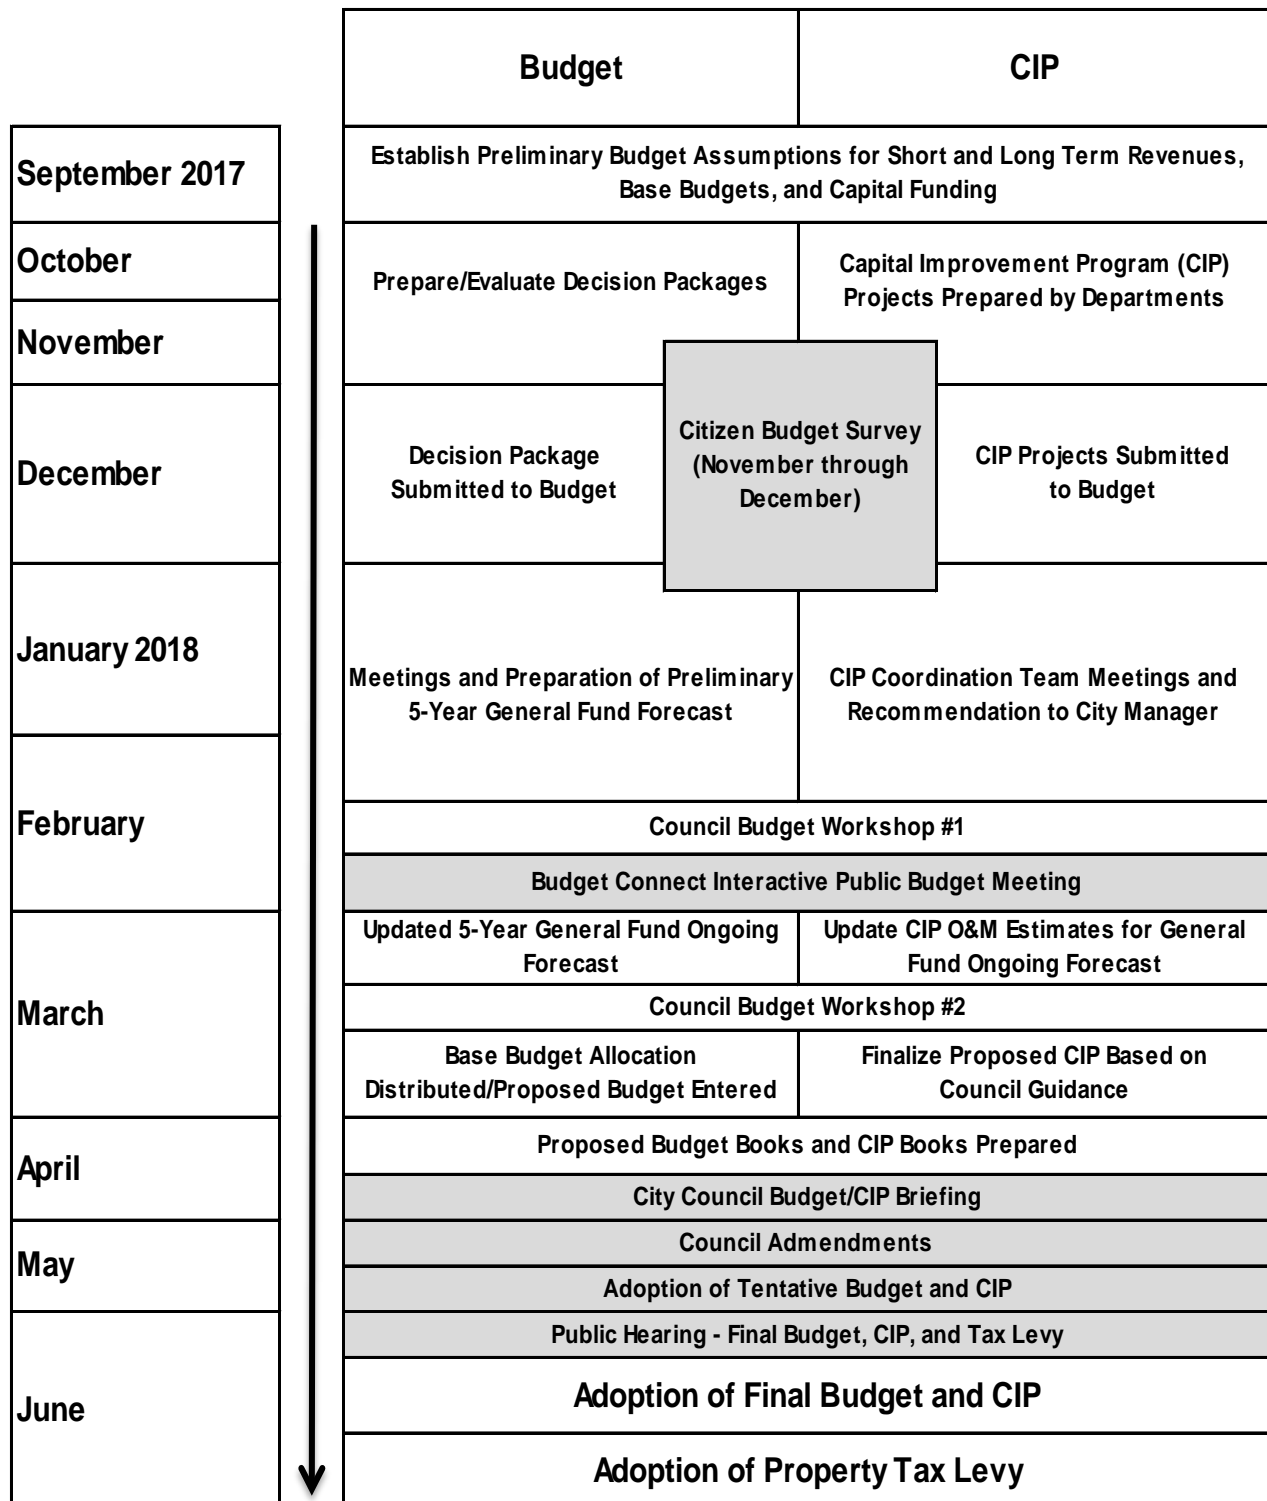 Budget
CIP
September 2017
Establish Preliminary Budget Assumptions for Short and Long Term Revenues,
Base Budgets, and Capital Funding
October
Prepare/Evaluate Decision Packages
Capital Improvement Program (CIP)
Projects Prepared by Departments
November
December
Decision Package
Submitted to Budget
Citizen Budget Survey
(November through
December)
CIP Projects Submitted
to Budget
January 2018
Meetings and Preparation of Preliminary
5-Year General Fund Forecast
CIP Coordination Team Meetings and
Recommendation to City Manager
February
Council Budget Workshop #1
Budget Connect Interactive Public Budget Meeting
March
Updated 5-Year General Fund Ongoing
Forecast
Update CIP O&M Estimates for General
Fund Ongoing Forecast
Council Budget Workshop #2
Base Budget Allocation
Distributed/Proposed Budget Entered
Finalize Proposed CIP Based on
Council Guidance
April
Proposed Budget Books and CIP Books Prepared
City Council Budget/CIP Briefing
May
Council Admendments
Adoption of Tentative Budget and CIP
June
Public Hearing - Final Budget, CIP, and Tax Levy
Adoption of Final Budget and CIP
Adoption of Property Tax Levy